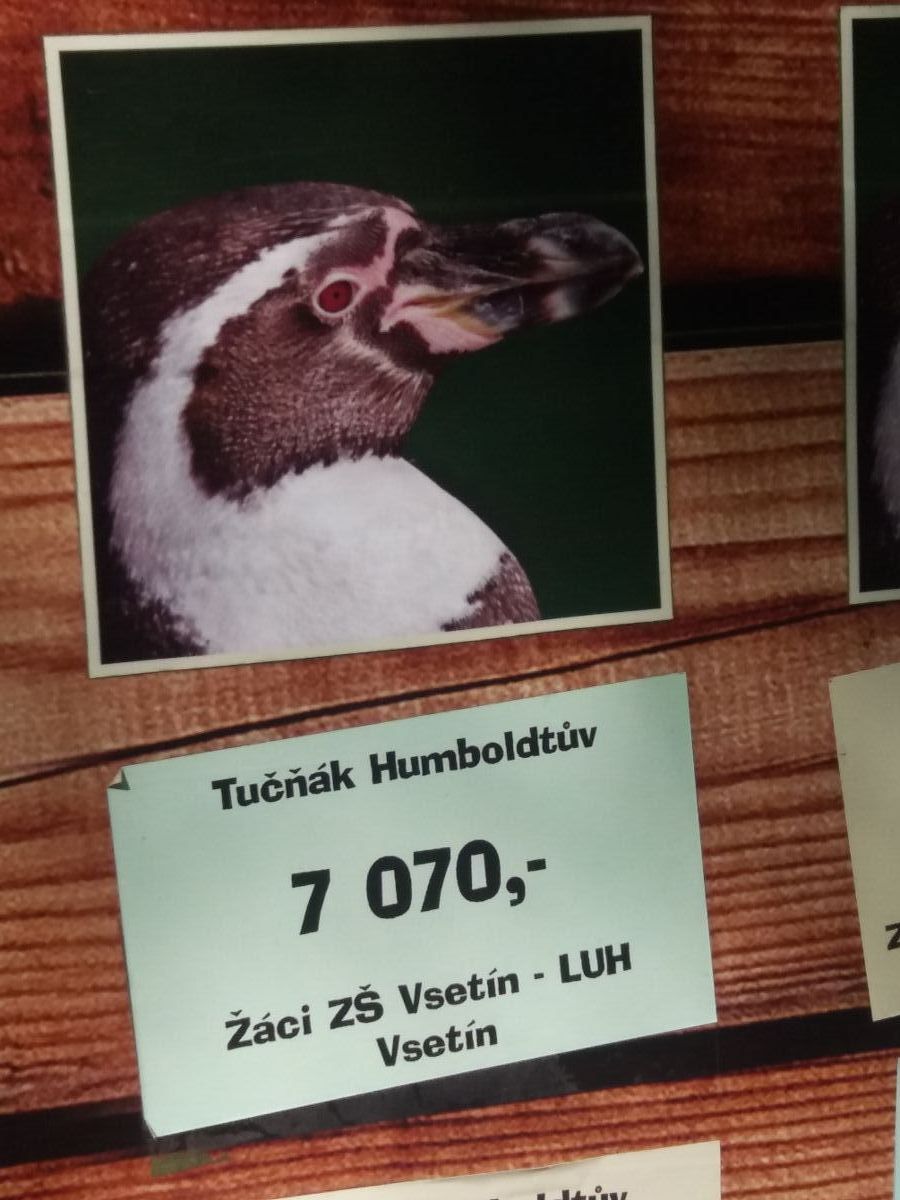 Tučňák Humboldtův
7 070,-
Žáci ZŠ Vsetín - LUH
Vsetín